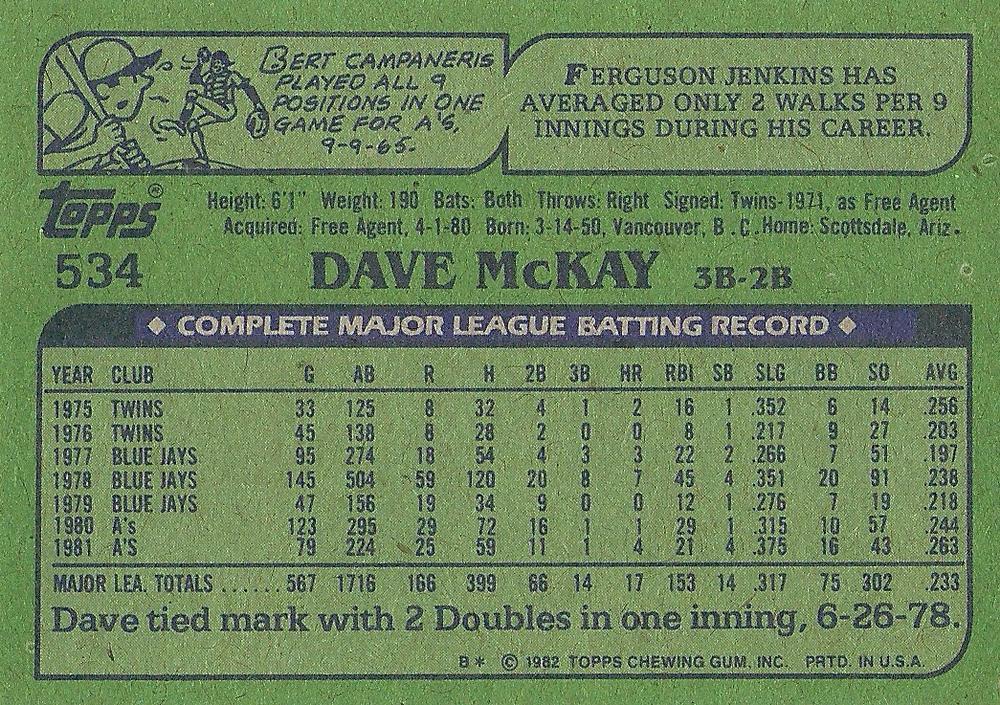 BERT CAMPANERIS
PLAYED ALL 9
POSITIONS IN ONE
GAME FOR A'S,
9-9-65.
FERGUSON JENKINS HAS
AVERAGED ONLY 2 WALKS PER 9
INNINGS DURING HIS CAREER.
TOPPS®
Height: 6'1" Weight: 190 Bats: Both Throws: Right Signed: Twins-1971, as Free Agent
Acquired: Free Agent, 4-1-80 Born: 3-14-50, Vancouver, B.C. Home: Scottsdale, Ariz.
534 DAVE McKAY 3B-2B
◆ COMPLETE MAJOR LEAGUE BATTING RECORD ◆
YEAR CLUB G AB R H 2B 3B HR RBI SB SLG BB SO AVG
1975 TWINS 33 125 8 32 4 1 2 16 1 .352 6 14 .256
1976 TWINS 45 138 8 28 2 0 0 8 1 .217 9 27 .203
1977 BLUE JAYS 95 274 18 54 4 3 3 22 2 .266 7 51 .197
1978 BLUE JAYS 145 504 59 120 20 8 7 45 4 .351 20 91 .238
1979 BLUE JAYS 47 156 19 34 9 0 0 12 1 .276 7 19 .218
1980 A's 123 295 29 72 16 1 1 29 1 .315 10 57 .244
1981 A'S 79 224 25 59 11 1 4 21 4 .375 16 43 .263
MAJOR LEA. TOTALS ...... 567 1716 166 399 66 14 17 153 14 .317 75 302 .233
Dave tied mark with 2 Doubles in one inning, 6-26-78.
B* © 1982 TOPPS CHEWING GUM. INC. PRTD. IN U.S.A.